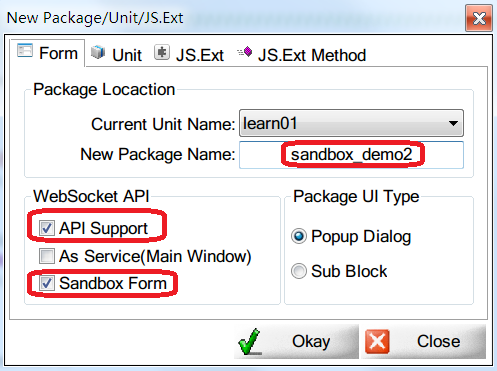 New Package/Unit/JS.Ext
Form Unit JS.Ext JS.Ext Method
Package Locaction
Current Unit Name: learn01
New Package Name: sandbox_demo2
WebSocket API
API Support
As Service(Main Window)
Sandbox Form
Package UI Type
Popup Dialog
Sub Block
Okay Close